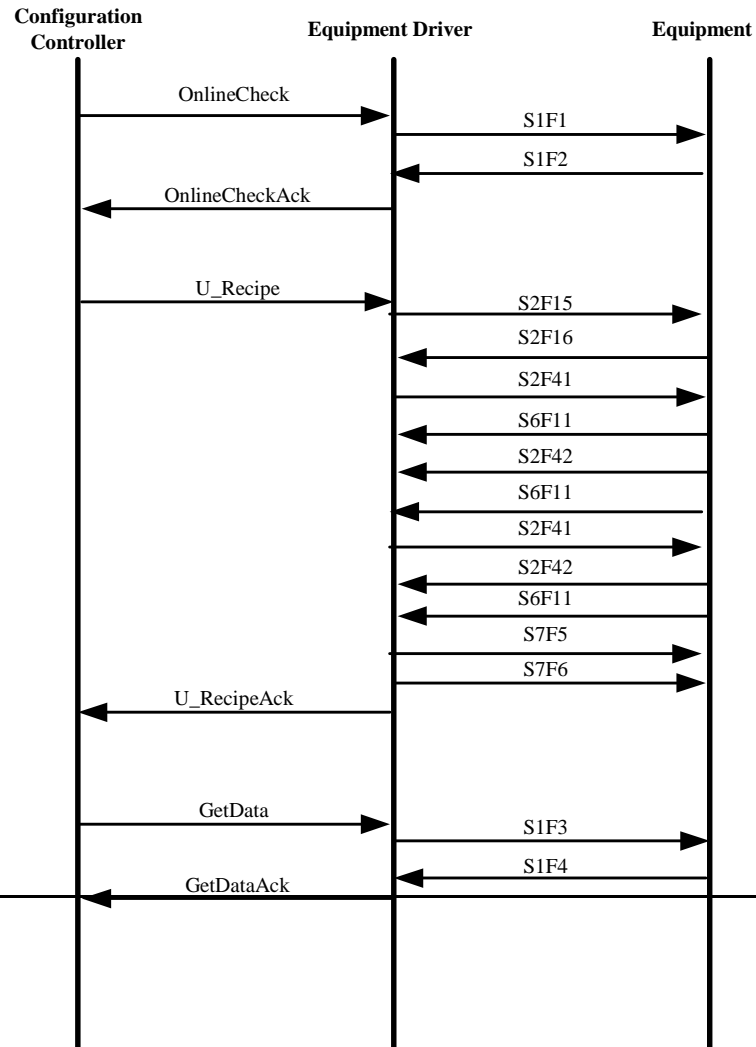 Configuration
Controller
Equipment Driver
Equipment
OnlineCheck
S1F1
S1F2
OnlineCheckAck
U_Recipe
S2F15
S2F16
S2F41
S6F11
S2F42
S6F11
S2F41
S2F42
S6F11
S7F5
S7F6
U_RecipeAck
GetData
S1F3
S1F4
GetDataAck